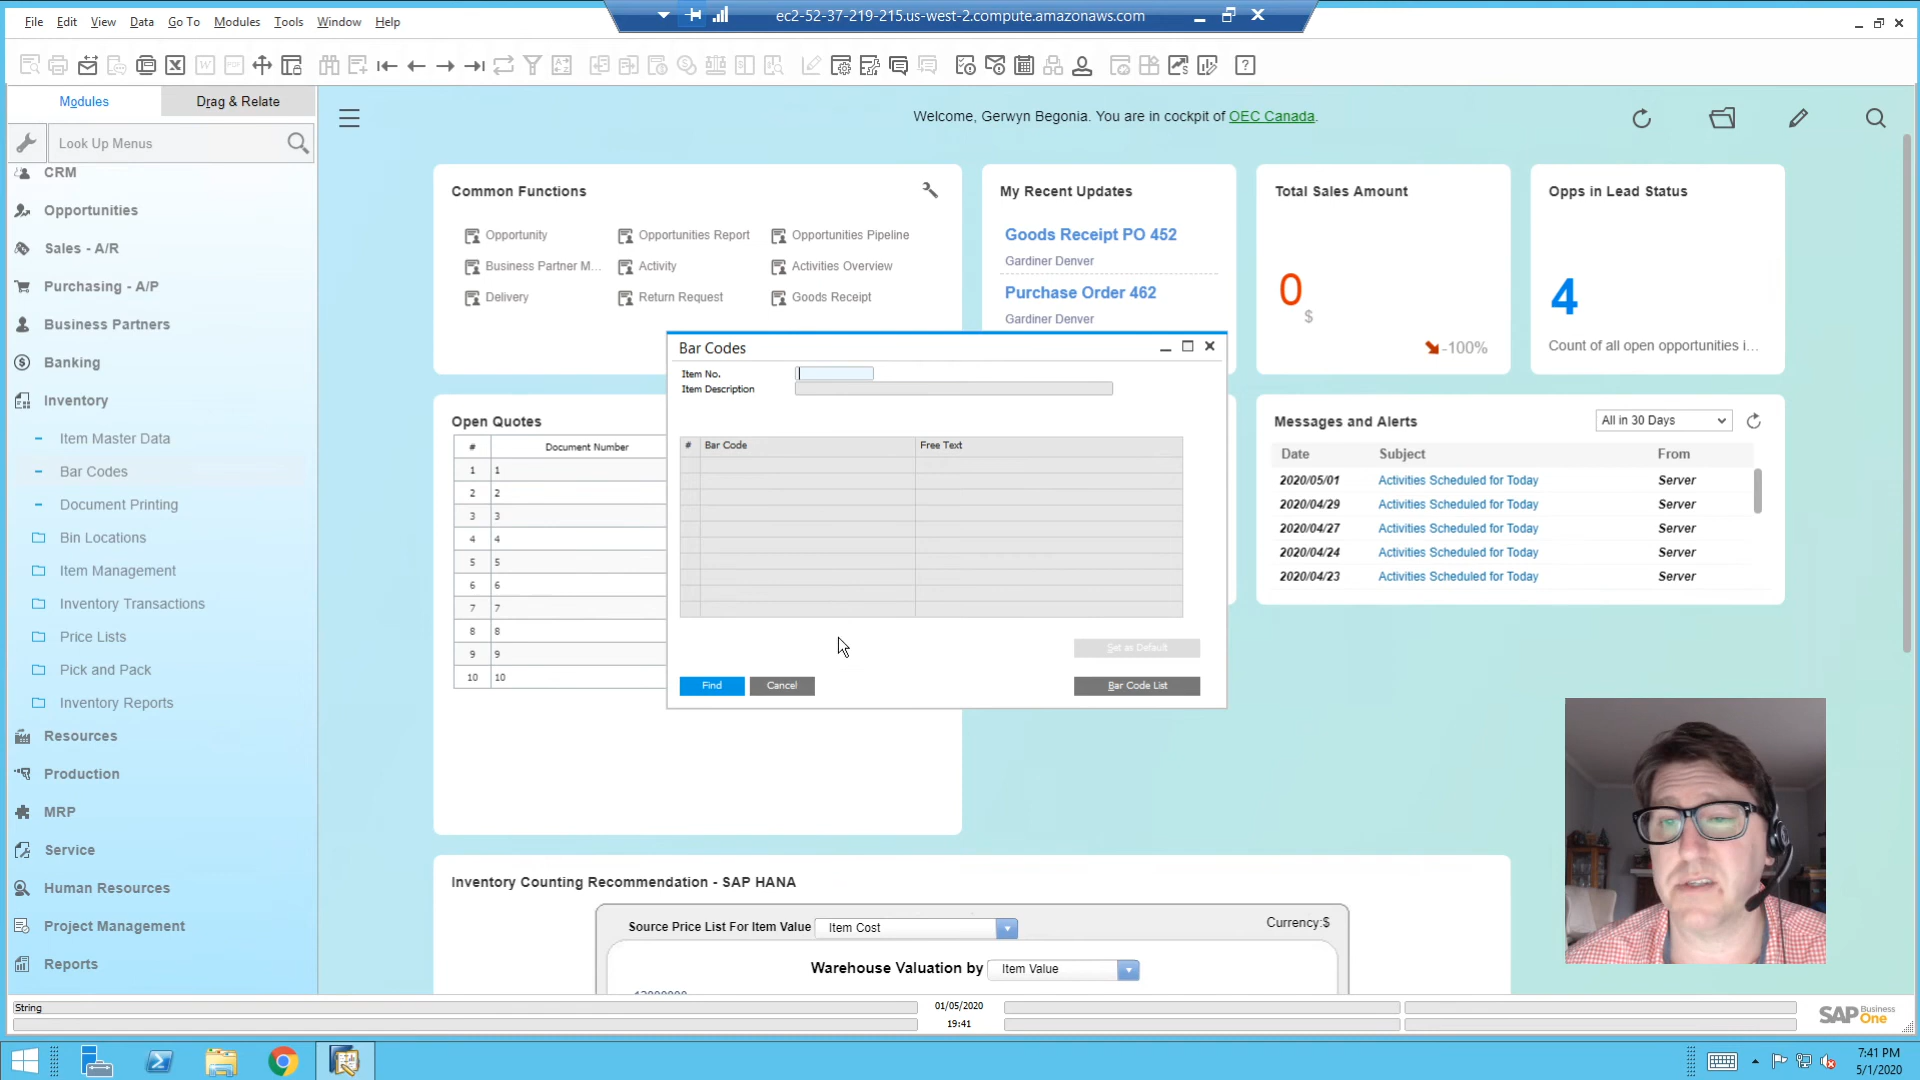 File Edit View Data Go To Modules Tools Window Help
ec2-52-37-219-215.us-west-2.compute.amazonaws.com
Modules
Drag & Relate
Look Up Menus
CRM
Opportunities
Sales - A/R
Purchasing - A/P
Business Partners
Banking
Inventory
Item Master Data
Bar Codes
Document Printing
Bin Locations
Item Management
Inventory Transactions
Price Lists
Pick and Pack
Inventory Reports
Resources
Production
MRP
Service
Human Resources
Project Management
Reports
Welcome, Gerwyn Begonia. You are in cockpit of OEC Canada.
Common Functions
Opportunity Opportunities Report Opportunities Pipeline
Business Partner M... Activity Activities Overview
Delivery Return Request Goods Receipt
My Recent Updates
Goods Receipt PO 452
Gardiner Denver
Purchase Order 462
Gardiner Denver
Total Sales Amount
0
$
-100%
Opps in Lead Status
4
Count of all open opportunities i...
Open Quotes
# Document Number
1 1
2 2
3 3
4 4
5 5
6 6
7 7
8 8
9 9
10 10
Bar Codes
Item No.
Item Description
# Bar Code Free Text
Set as Default
Find Cancel Bar Code List
Messages and Alerts All in 30 Days
Date Subject From
2020/05/01 Activities Scheduled for Today Server
2020/04/29 Activities Scheduled for Today Server
2020/04/27 Activities Scheduled for Today Server
2020/04/24 Activities Scheduled for Today Server
2020/04/23 Activities Scheduled for Today Server
Inventory Counting Recommendation - SAP HANA
Source Price List For Item Value Item Cost Currency:$
Warehouse Valuation by Item Value
String
01/05/2020
19:41
SAP Business One
7:41 PM
5/1/2020